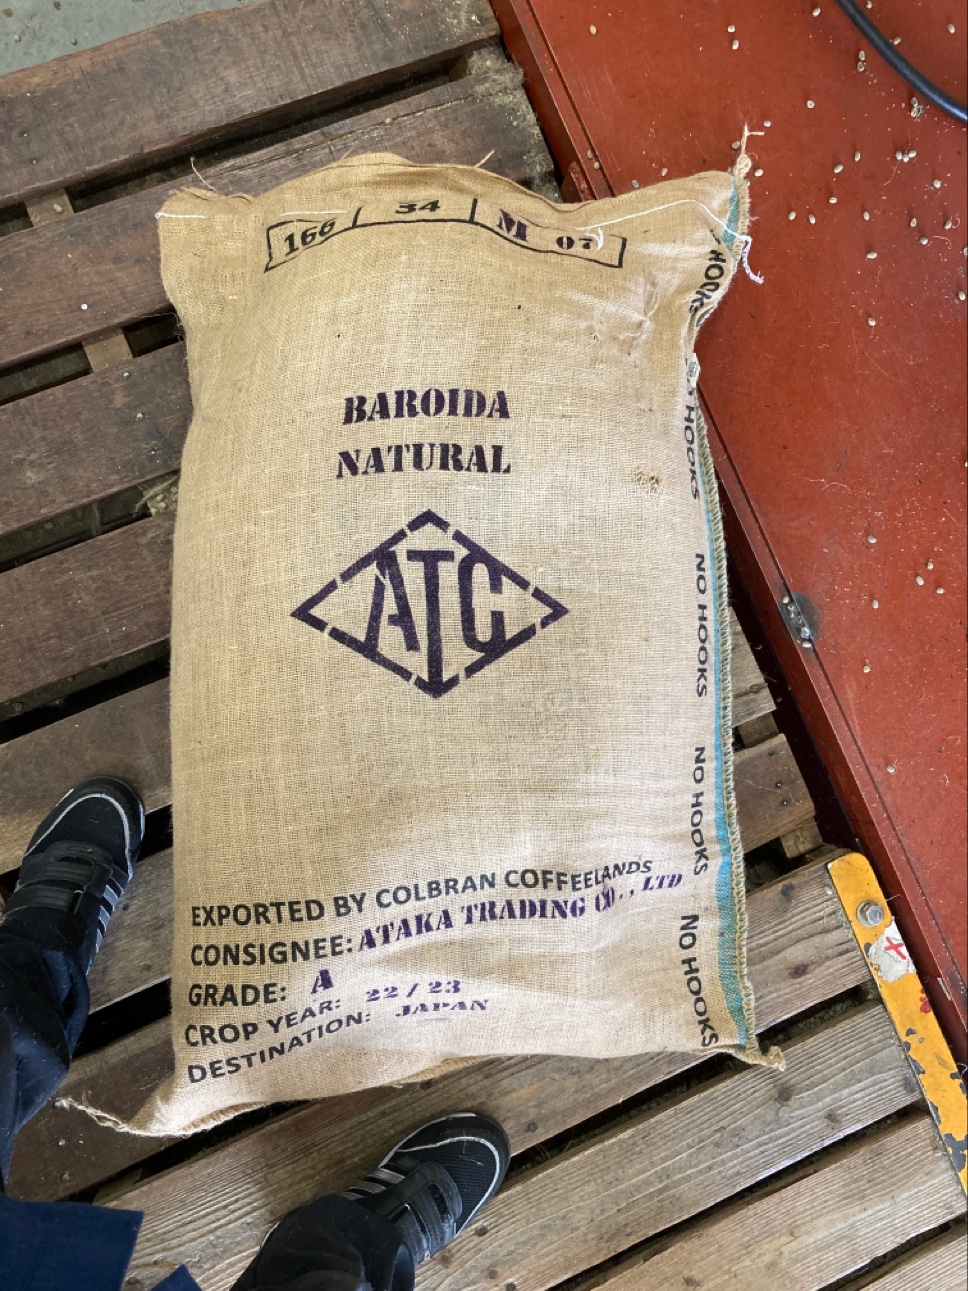 166 34 M 07
BAROIDA
NATURAL
ATC
EXPORTED BY COLBRAN COFFEELANDS
CONSIGNEE: ATAKA TRADING CO., LTD
GRADE: A
CROP YEAR: 22/23
DESTINATION: JAPAN
HOOKS
HOOKS
NO HOOKS
NO HOOKS
NO HOOKS